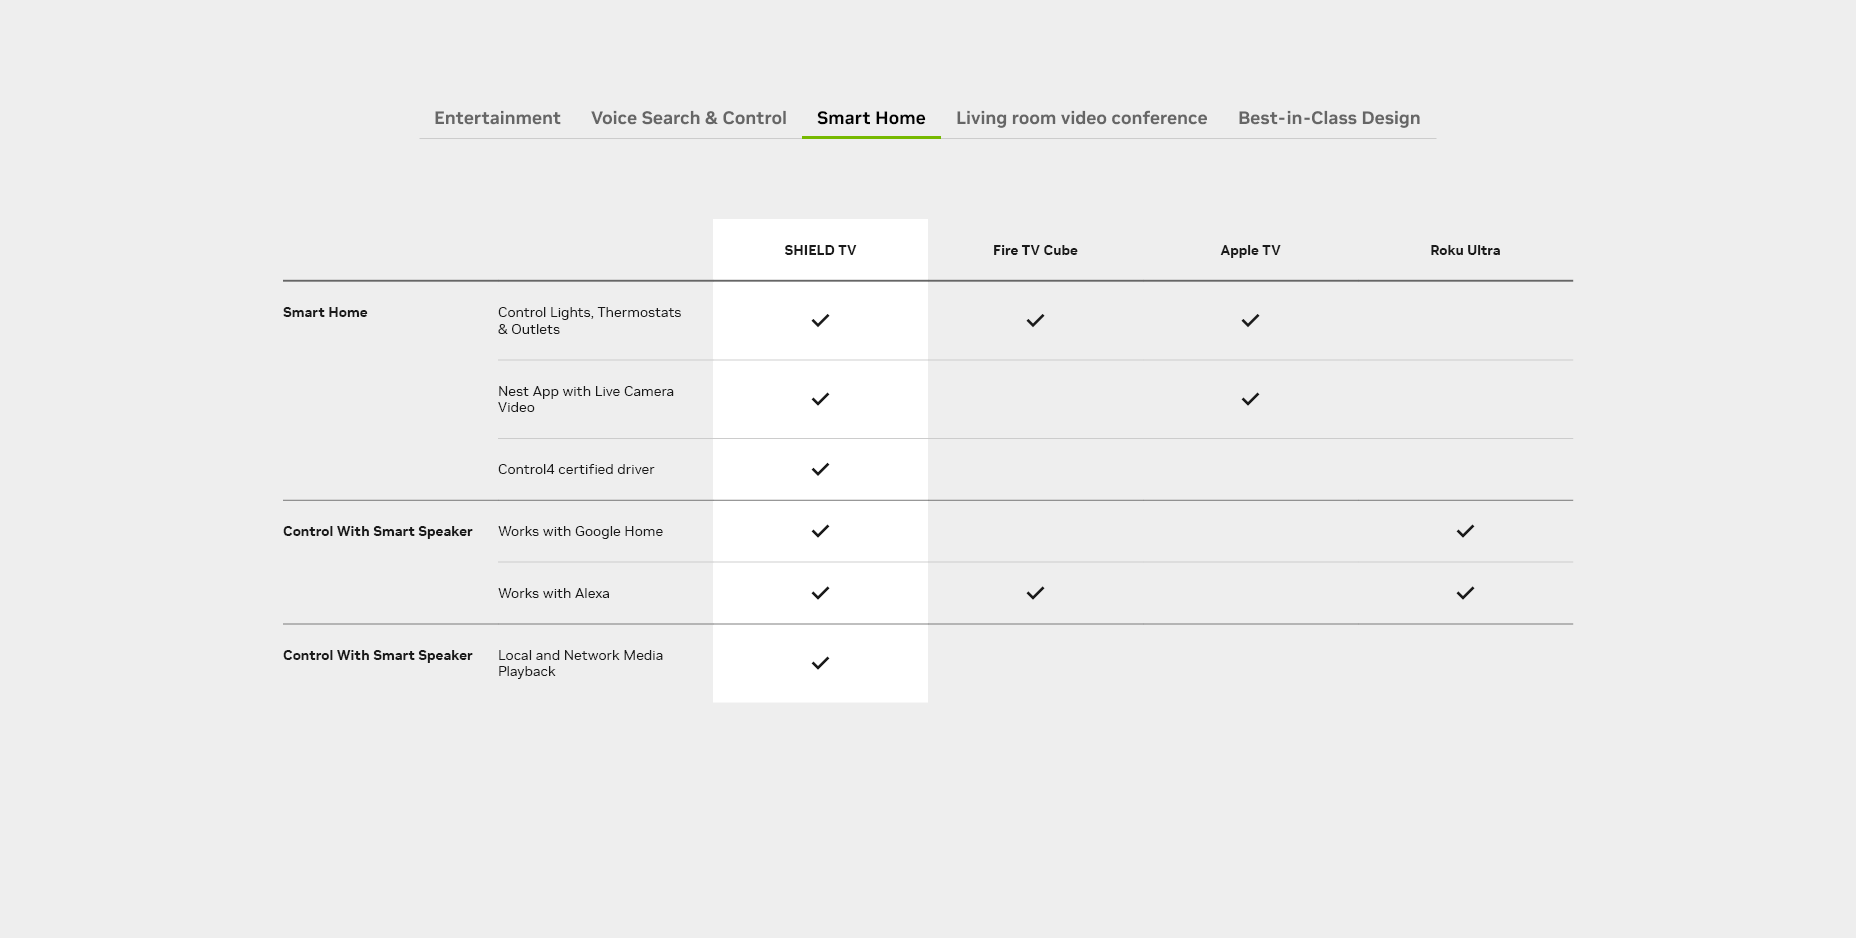 Entertainment Voice Search & Control Smart Home Living room video conference Best-in-Class Design
SHIELD TV Fire TV Cube Apple TV Roku Ultra
Smart Home Control Lights, Thermostats
& Outlets
Nest App with Live Camera
Video
Control4 certified driver
Control With Smart Speaker Works with Google Home
Works with Alexa
Control With Smart Speaker Local and Network Media
Playback